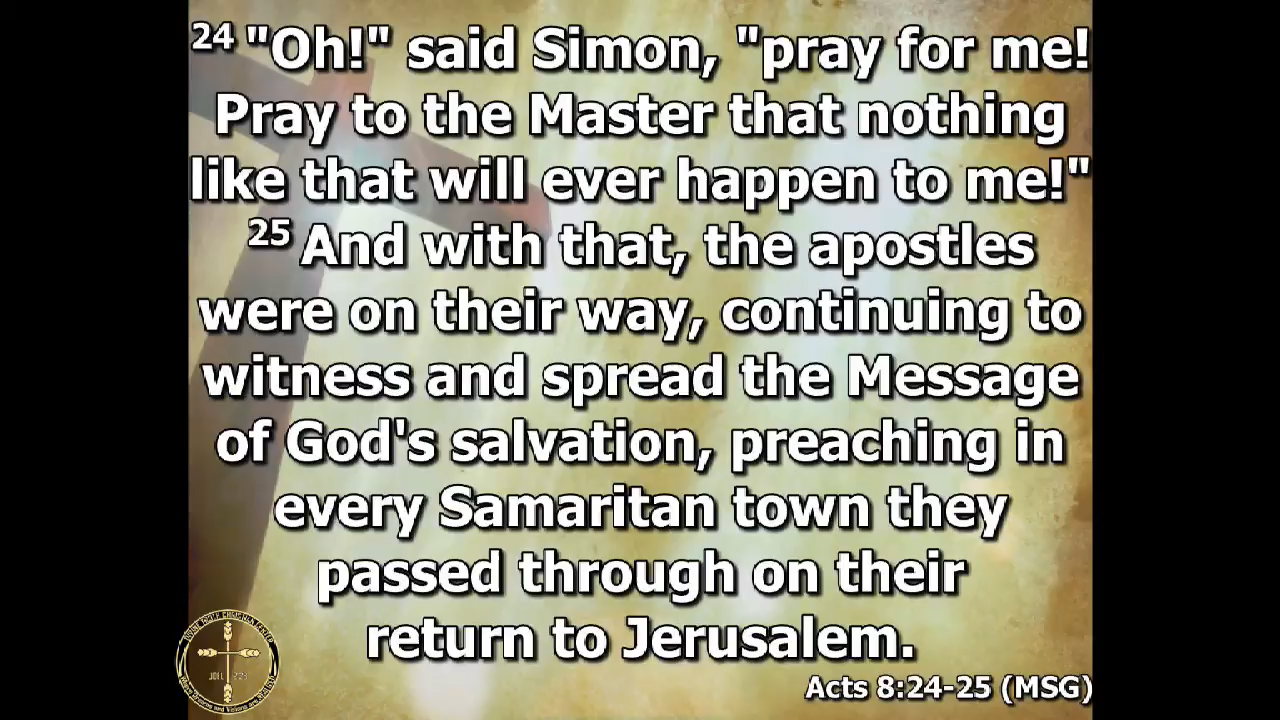 24 "Oh!" said Simon, "pray for me!
Pray to the Master that nothing
like that will ever happen to me!"
25 And with that, the apostles
were on their way, continuing to
witness and spread the Message
of God's salvation, preaching in
every Samaritan town they
passed through on their
return to Jerusalem.
Acts 8:24-25 (MSG)
JOEL 2:28